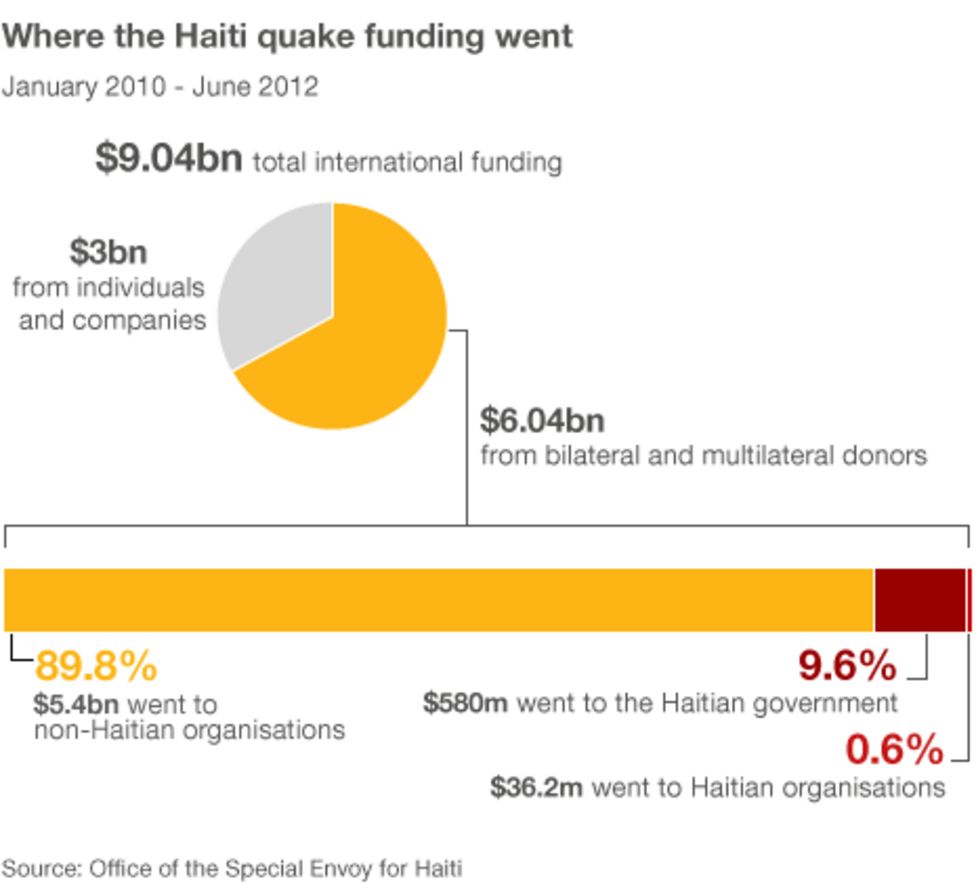 Where the Haiti quake funding went
January 2010 - June 2012
$9.04bn total international funding
$3bn
from individuals
and companies
$6.04bn
from bilateral and multilateral donors
89.8%
$5.4bn went to
non-Haitian organisations
9.6%
$580m went to the Haitian government
0.6%
$36.2m went to Haitian organisations
Source: Office of the Special Envoy for Haiti